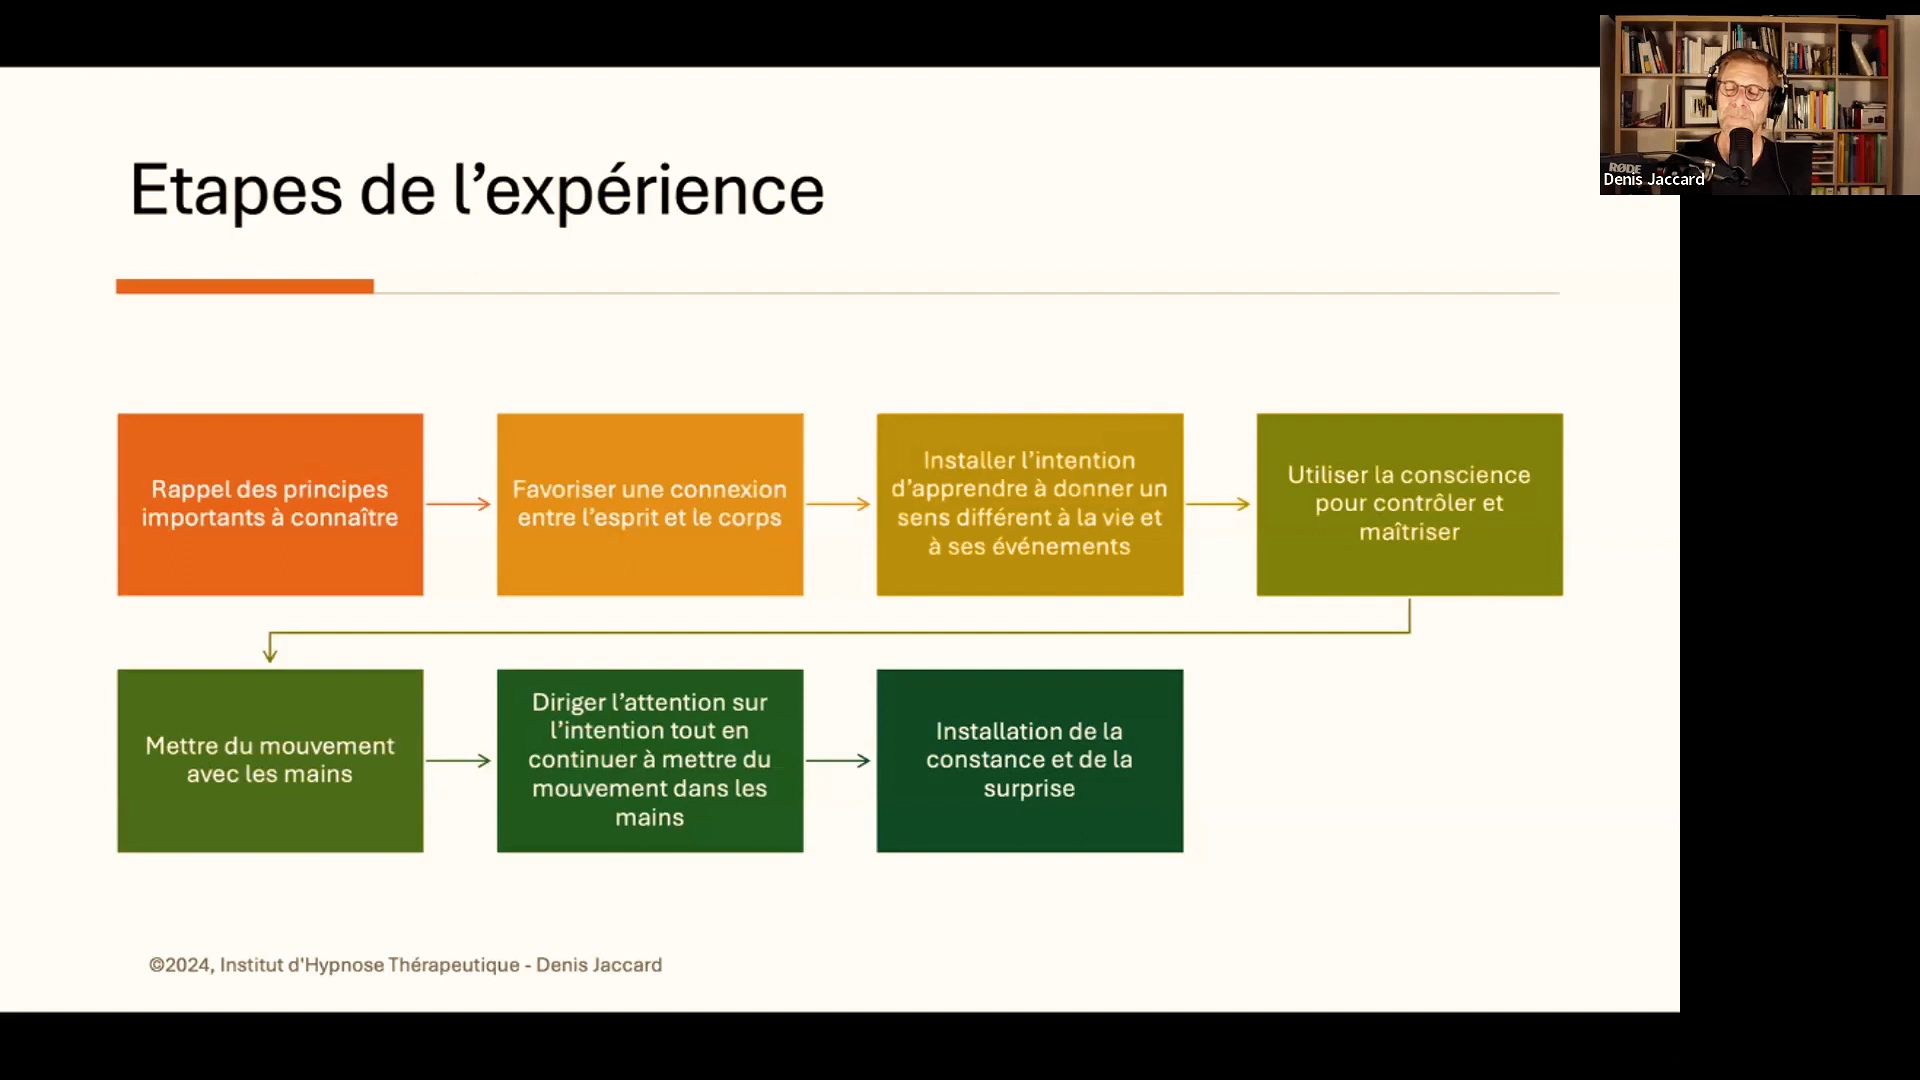 Etapes de l’expérience
Rappel des principes
importants à connaître
Favoriser une connexion
entre l’esprit et le corps
Installer l’intention
d’apprendre à donner un
sens différent à la vie et
à ses événements
Utiliser la conscience
pour contrôler et
maîtriser
Mettre du mouvement
avec les mains
Diriger l’attention sur
l’intention tout en
continuer à mettre du
mouvement dans les
mains
Installation de la
constance et de la
surprise
©2024, Institut d'Hypnose Thérapeutique - Denis Jaccard
RØDE
Denis Jaccard